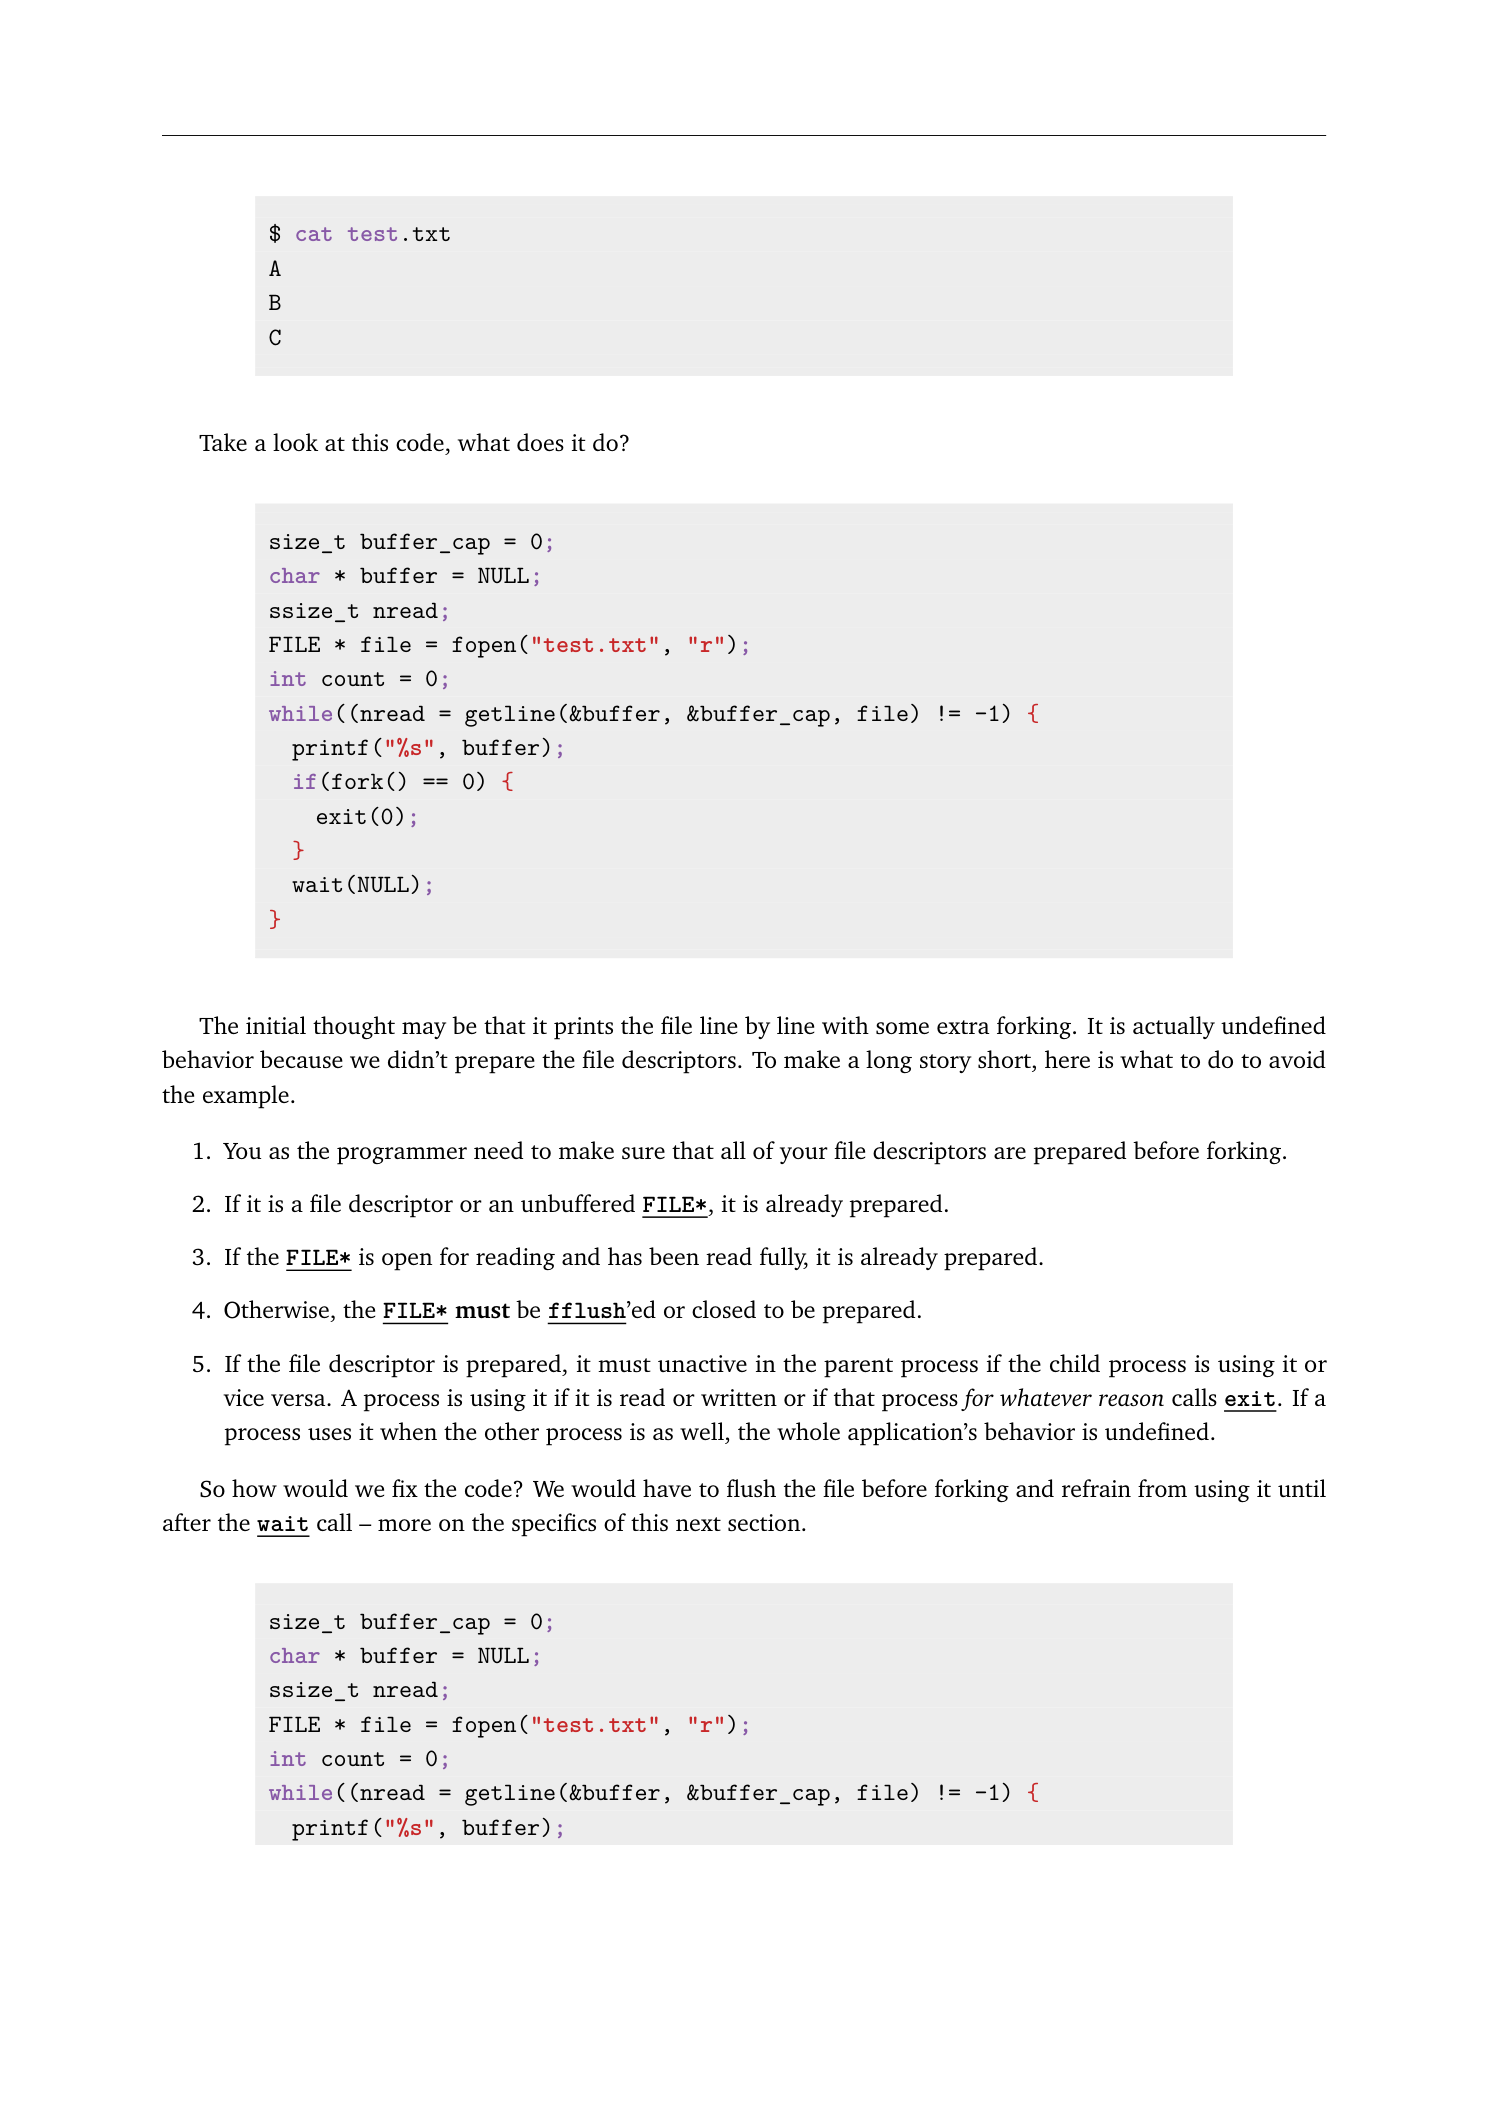 $ cat test.txt
A
B
C
Take a look at this code, what does it do?
size_t buffer_cap = 0;
char * buffer = NULL;
ssize_t nread;
FILE * file = fopen("test.txt", "r");
int count = 0;
while((nread = getline(&buffer, &buffer_cap, file) != -1) {
  printf("%s", buffer);
  if(fork() == 0) {
    exit(0);
  }
  wait(NULL);
}
The initial thought may be that it prints the file line by line with some extra forking. It is actually undefined
behavior because we didn’t prepare the file descriptors. To make a long story short, here is what to do to avoid
the example.
1. You as the programmer need to make sure that all of your file descriptors are prepared before forking.
2. If it is a file descriptor or an unbuffered FILE*, it is already prepared.
3. If the FILE* is open for reading and has been read fully, it is already prepared.
4. Otherwise, the FILE* must be fflush’ed or closed to be prepared.
5. If the file descriptor is prepared, it must unactive in the parent process if the child process is using it or
vice versa. A process is using it if it is read or written or if that process for whatever reason calls exit. If a
process uses it when the other process is as well, the whole application’s behavior is undefined.
So how would we fix the code? We would have to flush the file before forking and refrain from using it until
after the wait call – more on the specifics of this next section.
size_t buffer_cap = 0;
char * buffer = NULL;
ssize_t nread;
FILE * file = fopen("test.txt", "r");
int count = 0;
while((nread = getline(&buffer, &buffer_cap, file) != -1) {
  printf("%s", buffer);